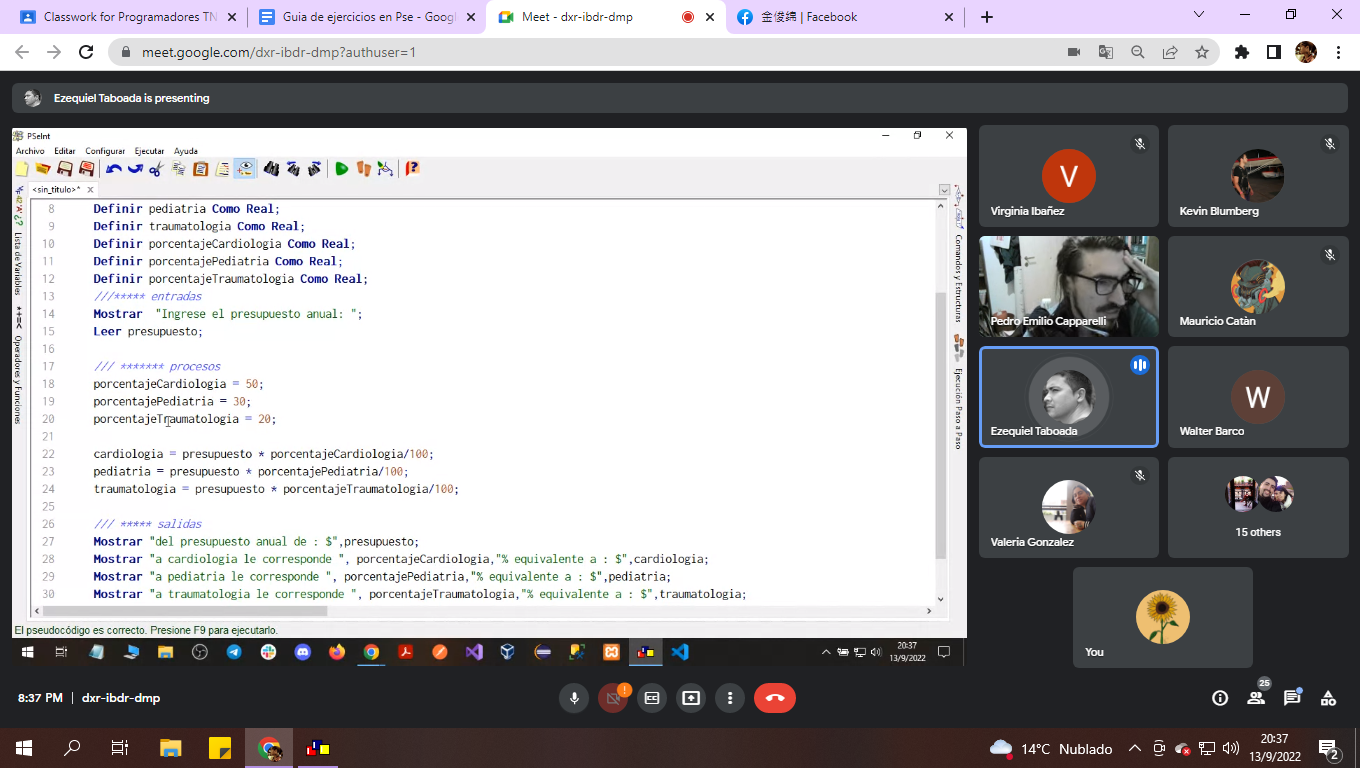 Classwork for Programadores TN
Guia de ejercicios en Pse - Googl
Meet - dxr-ibdr-dmp
金俊綿 | Facebook
meet.google.com/dxr-ibdr-dmp?authuser=1
Ezequiel Taboada is presenting
PSeInt
Archivo Editar Configurar Ejecutar Ayuda
<sin_titulo>*
8 Definir pediatria Como Real;
9 Definir traumatologia Como Real;
10 Definir porcentajeCardiologia Como Real;
11 Definir porcentajePediatria Como Real;
12 Definir porcentajeTraumatologia Como Real;
13 ///***** entradas
14 Mostrar "Ingrese el presupuesto anual: ";
15 Leer presupuesto;
16
17 /// ******* procesos
18 porcentajeCardiologia = 50;
19 porcentajePediatria = 30;
20 porcentajeTraumatologia = 20;
21
22 cardiologia = presupuesto * porcentajeCardiologia/100;
23 pediatria = presupuesto * porcentajePediatria/100;
24 traumatologia = presupuesto * porcentajeTraumatologia/100;
25
26 /// ***** salidas
27 Mostrar "del presupuesto anual de : $",presupuesto;
28 Mostrar "a cardiologia le corresponde ", porcentajeCardiologia,"% equivalente a : $",cardiologia;
29 Mostrar "a pediatria le corresponde ", porcentajePediatria,"% equivalente a : $",pediatria;
30 Mostrar "a traumatologia le corresponde ", porcentajeTraumatologia,"% equivalente a : $",traumatologia;
Lista de Variables
Operadores y Funciones
Comandos y Estructuras
Ejecución Paso a Paso
El pseudocódigo es correcto. Presione F9 para ejecutarlo.
20:37
13/9/2022
V
Virginia Ibañez
Kevin Blumberg
Pedro Emilio Capparelli
Mauricio Catàn
Ezequiel Taboada
W
Walter Barco
Valeria Gonzalez
15 others
You
8:37 PM | dxr-ibdr-dmp
25
14°C Nublado
20:37
13/9/2022
2